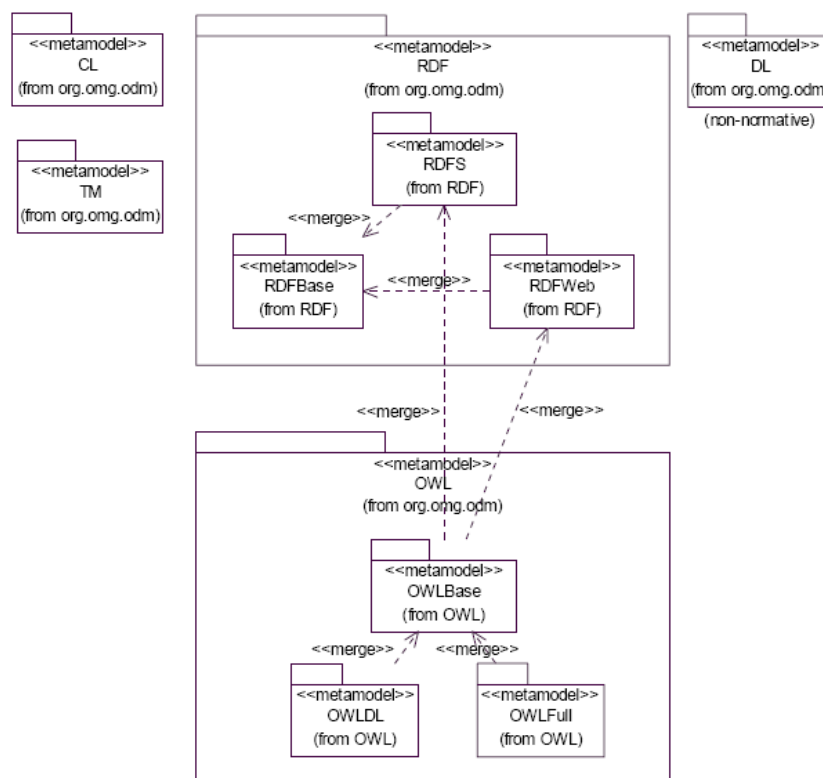 <<metamodel>>
CL
(from org.omg.odm)
<<metamodel>>
RDF
(from org.omg.odm)
<<metamodel>>
DL
(from org.omg.odm
(non-normative)
<<metamodel>>
TM
(from org.omg.odm)
<<metamodel>>
RDFS
(from RDF)
<<merge>>
<<metamodel>>
RDFBase
(from RDF)
<<merge>>
<<metamodel>>
RDFWeb
(from RDF)
<<merge>>
<<merge>>
<<metamodel>>
OWL
(from org.omg.odm)
<<metamodel>>
OWLBase
(from OWL)
<<merge>>
<<merge>>
<<metamodel>>
OWLDL
(from OWL)
<<metamodel>>
OWLFull
(from OWL)